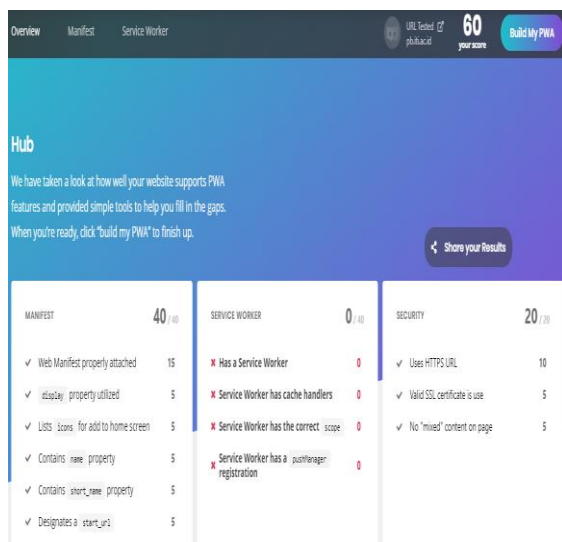 Overview Manifest Service Worker
URL Tested
60
your score
Build My PWA
Hub
We have taken a look at how well your website supports PWA
features and provided simple tools to help you fill in the gaps.
When you're ready, click "build my PWA" to finish up.
Share your Results
MANIFEST 40 / 40
✓ Web Manifest properly attached 15
✓ display property utilized 5
✓ Lists icons for add to home screen 5
✓ Contains name property 5
✓ Contains short_name property 5
✓ Designates a start_url 5
SERVICE WORKER 0 / 40
x Has a Service Worker 0
x Service Worker has cache handlers 0
x Service Worker has the correct scope 0
x Service Worker has a pushManager 0
registration
SECURITY 20 / 20
✓ Uses HTTPS URL 10
✓ Valid SSL certificate is use 5
✓ No "mixed" content on page 5